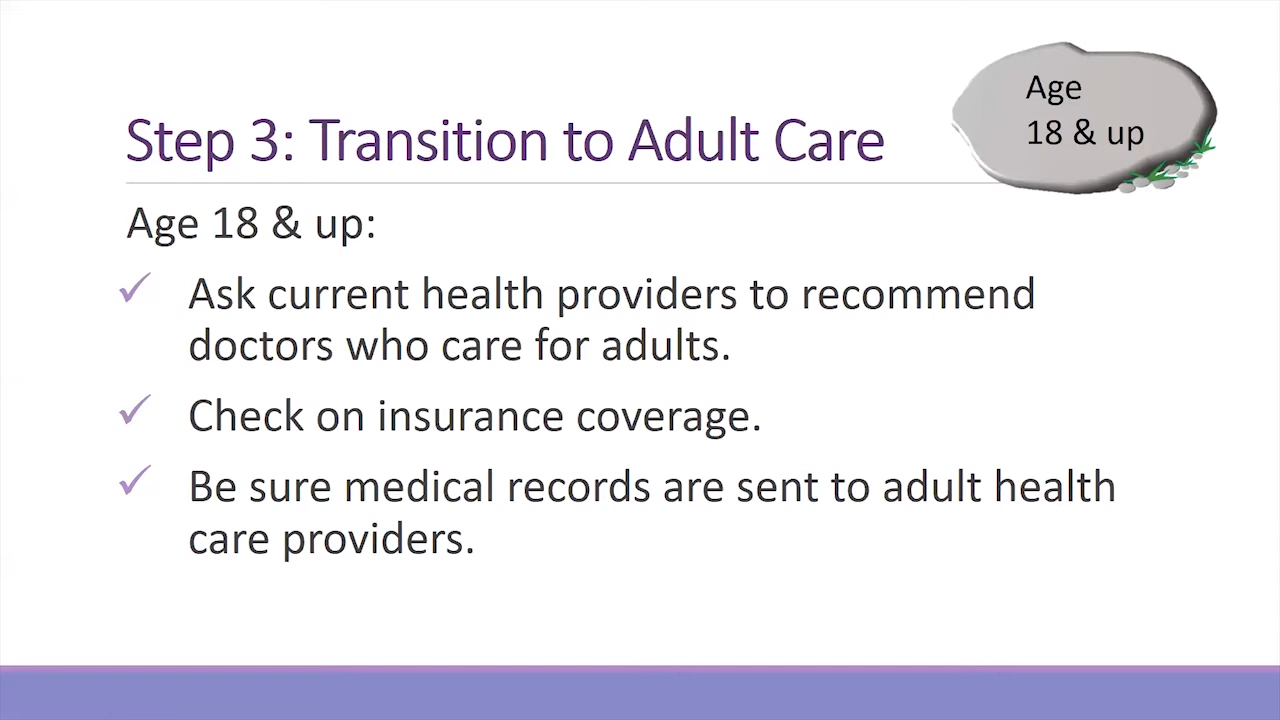 Age
18 & up
Step 3: Transition to Adult Care
Age 18 & up:
Ask current health providers to recommend
doctors who care for adults.
Check on insurance coverage.
Be sure medical records are sent to adult health
care providers.